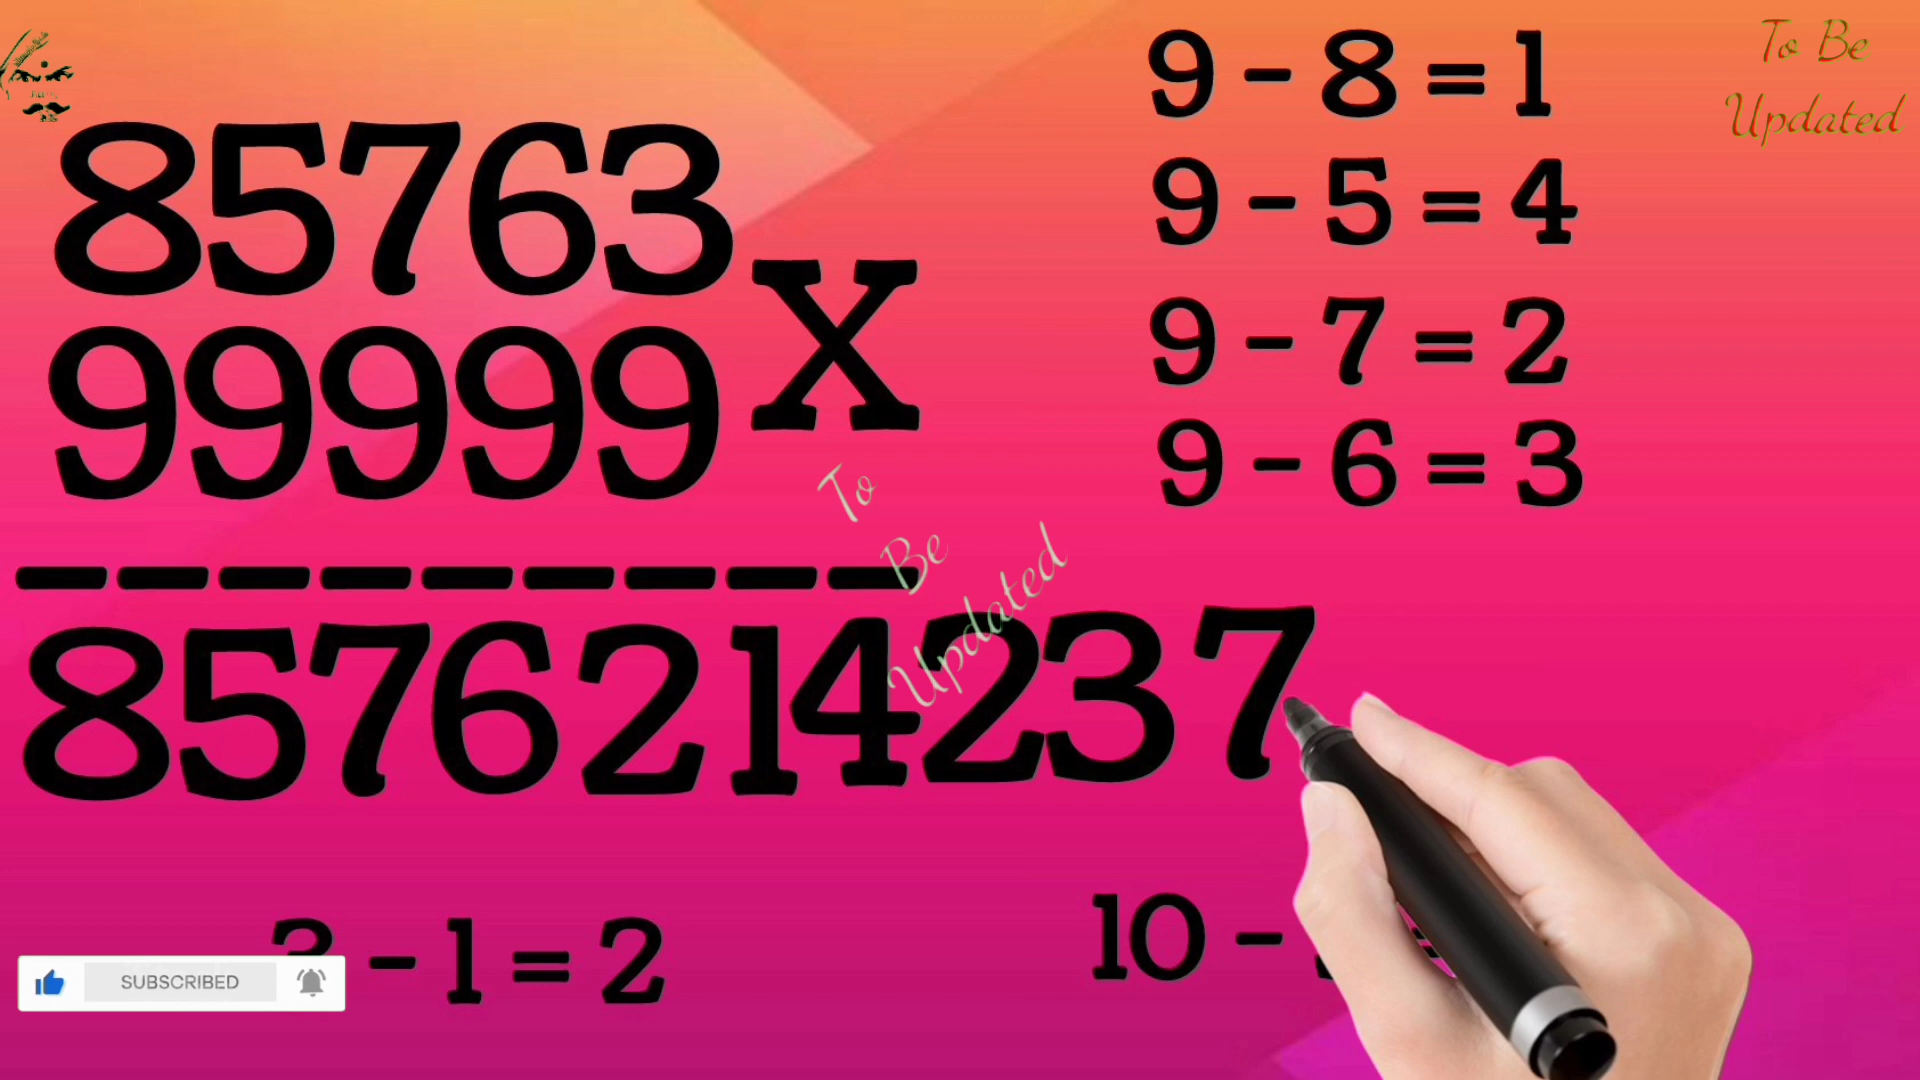 85763
X
99999
8576214237
3 - 1 = 2
9 - 8 = 1
9 - 5 = 4
9 - 7 = 2
9 - 6 = 3
10 -
To Be
Updated
To
Be
Updated
SUBSCRIBED